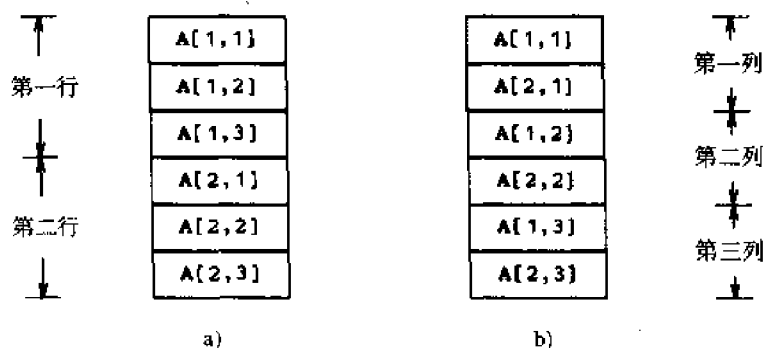 A[1,1]
A[1,2]
A[1,3]
A[2,1]
A[2,2]
A[2,3]
第一行
第二行
a)
A[1,1]
A[2,1]
A[1,2]
A[2,2]
A[1,3]
A[2,3]
第一列
第二列
第三列
b)